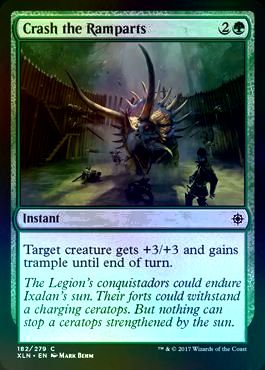 Crash the Ramparts 2
Instant
Target creature gets +3/+3 and gains
trample until end of turn.
The Legion's conquistadors could endure
Ixalan's sun. Their forts could withstand
a charging ceratops. But nothing can
stop a ceratops strengthened by the sun.
182/279 C
XLN • EN Mark Behm
™ & © 2017 Wizards of the Coast